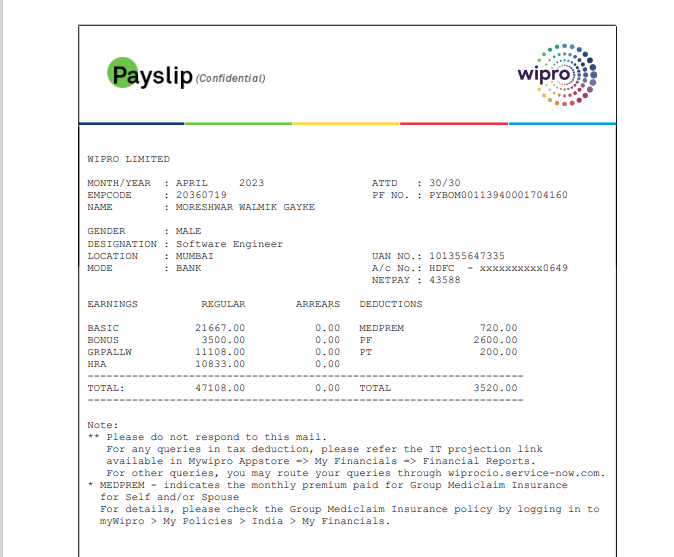 Payslip (Confidential)
wipro
WIPRO LIMITED
MONTH/YEAR : APRIL 2023 ATTD : 30/30
EMPCODE : 20360719 PF NO. : PYBOM00113940001704160
NAME : MORESHWAR WALMIK GAYKE
GENDER : MALE
DESIGNATION : Software Engineer
LOCATION : MUMBAI UAN NO.: 101355647335
MODE : BANK A/c No.: HDFC - xxxxxxxxxx0649
NETPAY : 43588
EARNINGS REGULAR ARREARS DEDUCTIONS
BASIC 21667.00 0.00 MEDPREM 720.00
BONUS 3500.00 0.00 PF 2600.00
GRPALLW 11108.00 0.00 PT 200.00
HRA 10833.00 0.00
TOTAL: 47108.00 0.00 TOTAL 3520.00
Note:
** Please do not respond to this mail.
For any queries in tax deduction, please refer the IT projection link
available in Mywipro Appstore => My Financials => Financial Reports.
For other queries, you may route your queries through wiprocio.service-now.com.
* MEDPREM - indicates the monthly premium paid for Group Mediclaim Insurance
for Self and/or Spouse
For details, please check the Group Mediclaim Insurance policy by logging in to
myWipro > My Policies > India > My Financials.